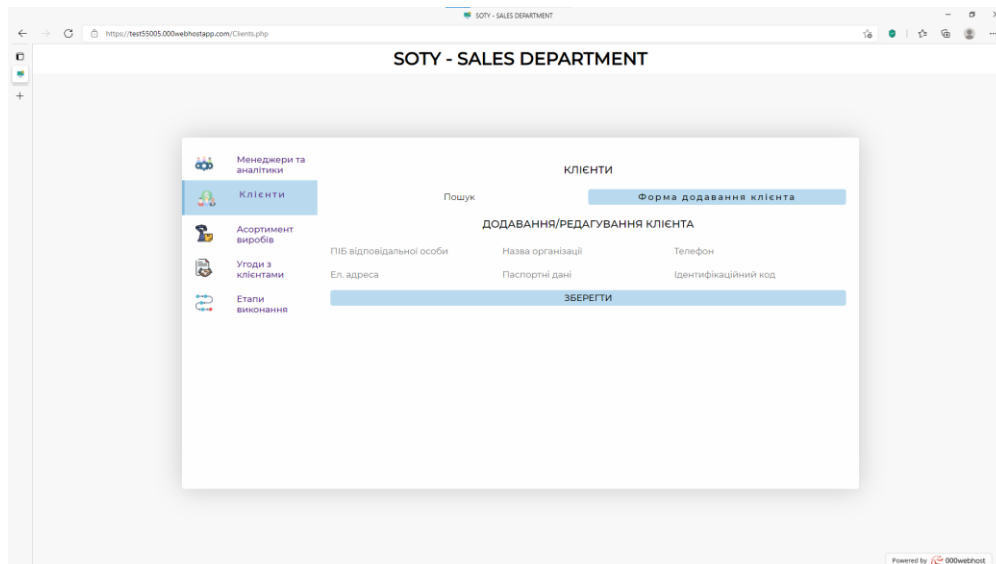 SOTY - SALES DEPARTMENT
https://test55005.000webhostapp.com/Clients.php
SOTY - SALES DEPARTMENT
Менеджери та
аналітики
Клієнти
Асортимент
виробів
Угоди з
клієнтами
Етапи
виконання
КЛІЄНТИ
Пошук
Форма додавання клієнта
ДОДАВАННЯ/РЕДАГУВАННЯ КЛІЄНТА
ПІБ відповідальної особи
Назва організації
Телефон
Ел. адреса
Паспортні дані
Ідентифікаційний код
ЗБЕРЕГТИ
Powered by 000webhost